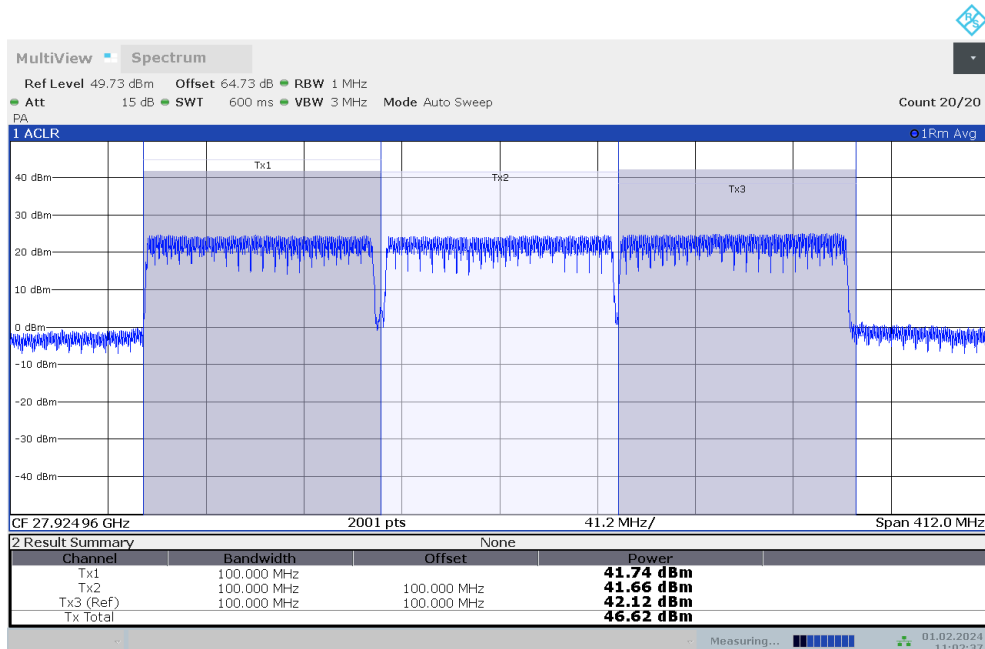 R&S
MultiView Spectrum
Ref Level 49.73 dBm Offset 64.73 dB RBW 1 MHz
Att 15 dB SWT 600 ms VBW 3 MHz Mode Auto Sweep Count 20/20
PA
1 ACLR 1Rm Avg
Tx1
Tx2
Tx3
40 dBm
30 dBm
20 dBm
10 dBm
0 dBm
-10 dBm
-20 dBm
-30 dBm
-40 dBm
CF 27.92496 GHz 2001 pts 41.2 MHz/ Span 412.0 MHz
2 Result Summary None
Channel Bandwidth Offset Power
Tx1 100.000 MHz 41.74 dBm
Tx2 100.000 MHz 100.000 MHz 41.66 dBm
Tx3 (Ref) 100.000 MHz 100.000 MHz 42.12 dBm
Tx Total 46.62 dBm
Measuring... 01.02.2024
11:02:37